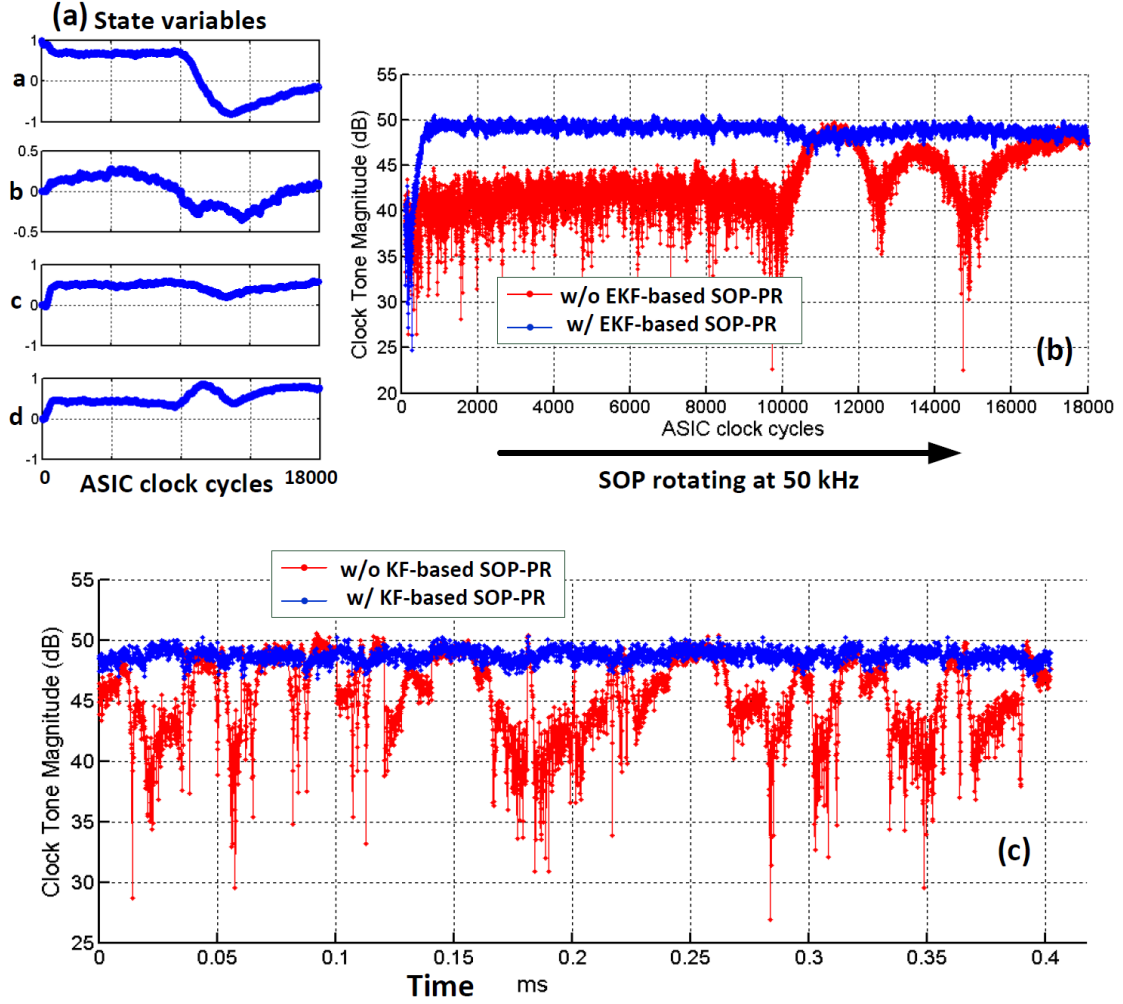 (a) State variables
a
1
0
-1
b
0.5
0
-0.5
c
1
0
-1
d
1
0
-1
0 18000
ASIC clock cycles
Clock Tone Magnitude (dB)
55
50
45
40
35
30
25
20
w/o EKF-based SOP-PR
w/ EKF-based SOP-PR
(b)
0 2000 4000 6000 8000 10000 12000 14000 16000 18000
ASIC clock cycles
SOP rotating at 50 kHz
w/o KF-based SOP-PR
w/ KF-based SOP-PR
Clock Tone Magnitude (dB)
55
50
45
40
35
30
25
(c)
0 0.05 0.1 0.15 0.2 0.25 0.3 0.35 0.4
Time ms